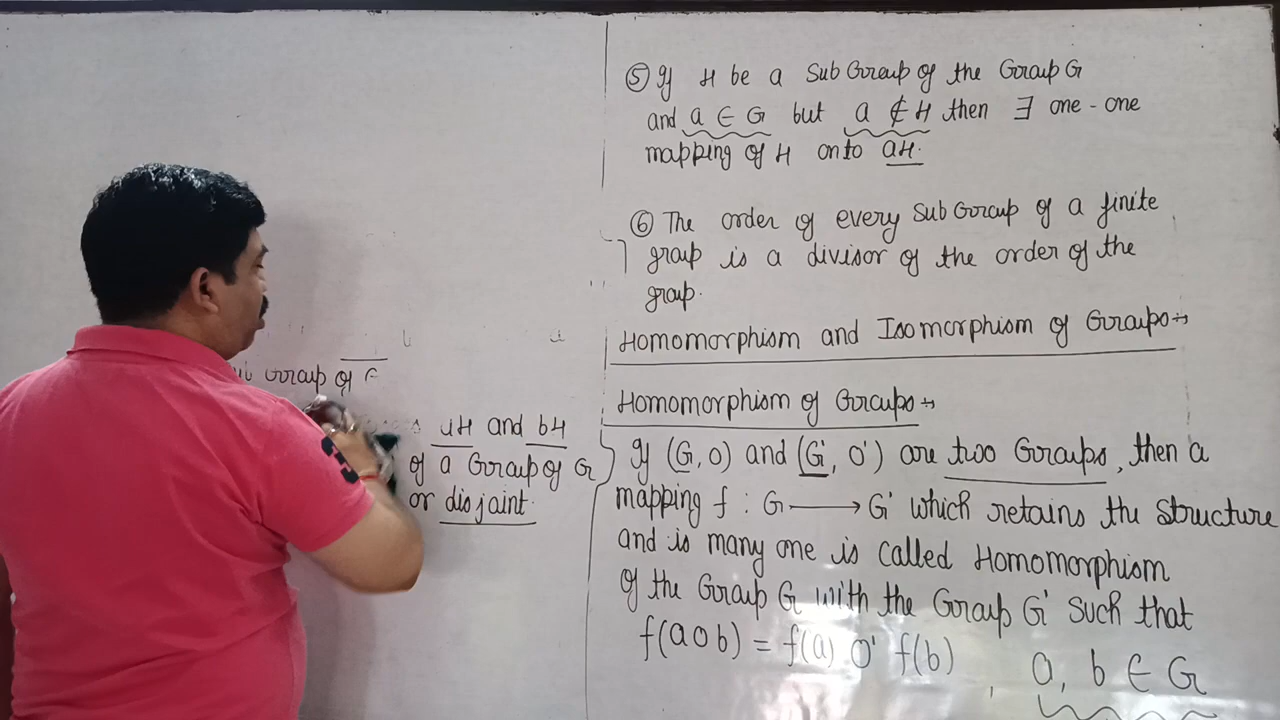 Group of
aH and bH
of a Group of G
or disjoint.
⑤ If H be a Sub Group of the Group G
and a ∈ G but a ∉ H then ∃ one-one
mapping of H onto aH.
⑥ The order of every Sub Group of a finite
group is a divisor of the order of the
group.
Homomorphism and Isomorphism of Groups:→
Homomorphism of Groups:→
If (G, o) and (G', o') are two Groups, then a
mapping f : G ⟶ G' which retains the structure
and is many one is called Homomorphism
of the Group G with the Group G' such that
f(a o b) = f(a) o' f(b) , a, b ∈ G